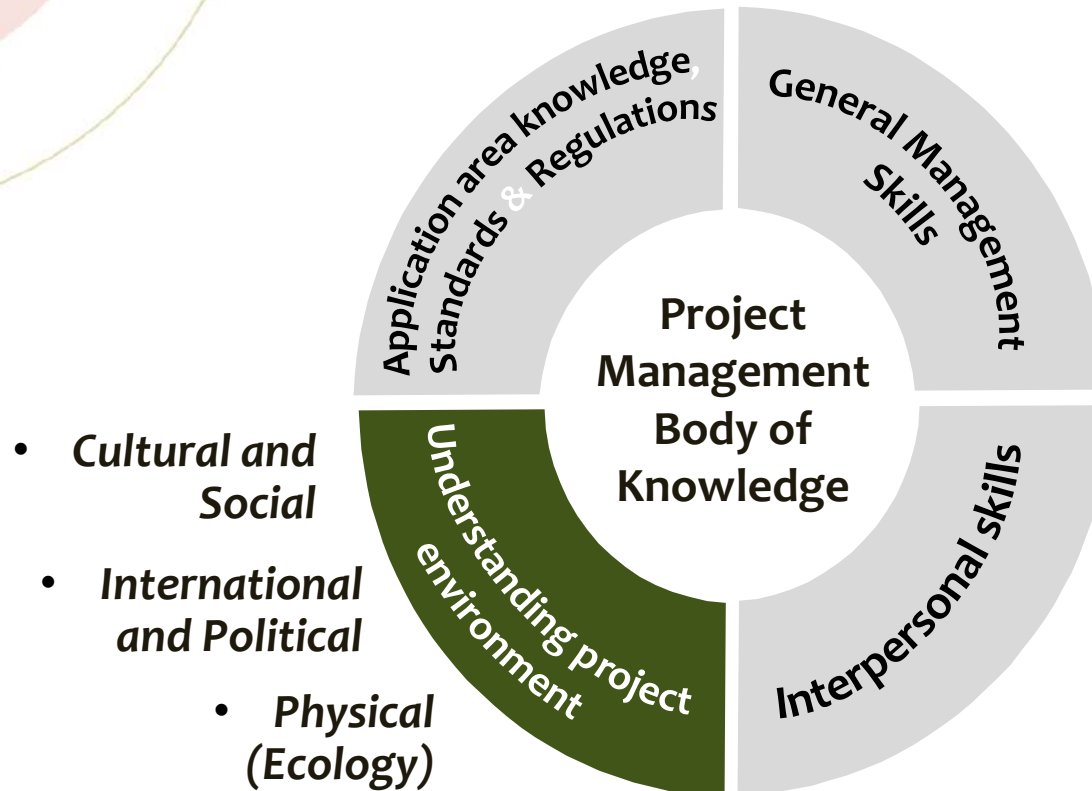 Application area knowledge,
Standards & Regulations
General Management
Skills
Project
Management
Body of
Knowledge
• Cultural and
Social
• International
and Political
• Physical
(Ecology)
Understanding project
environment
Interpersonal skills